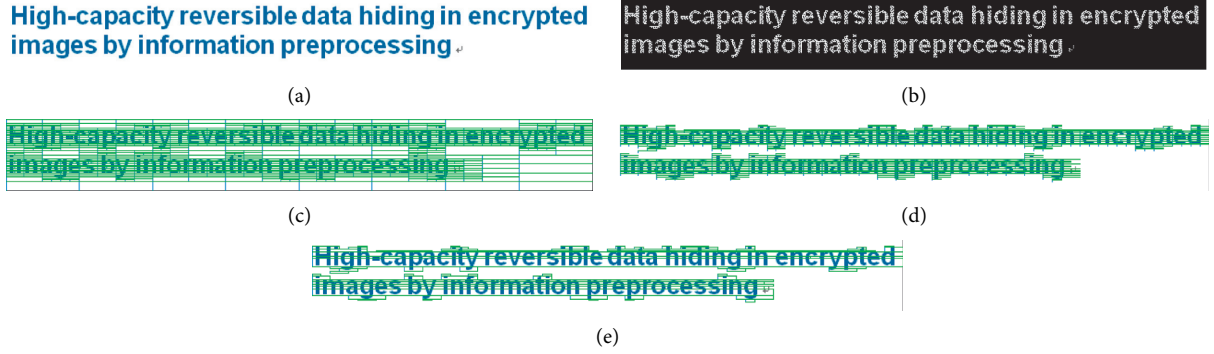 High-capacity reversible data hiding in encrypted
images by information preprocessing
(a)
High-capacity reversible data hiding in encrypted
images by information preprocessing
(b)
High-capacity reversible data hiding in encrypted
images by information preprocessing
(c)
High-capacity reversible data hiding in encrypted
images by information preprocessing
(d)
High-capacity reversible data hiding in encrypted
images by information preprocessing
(e)